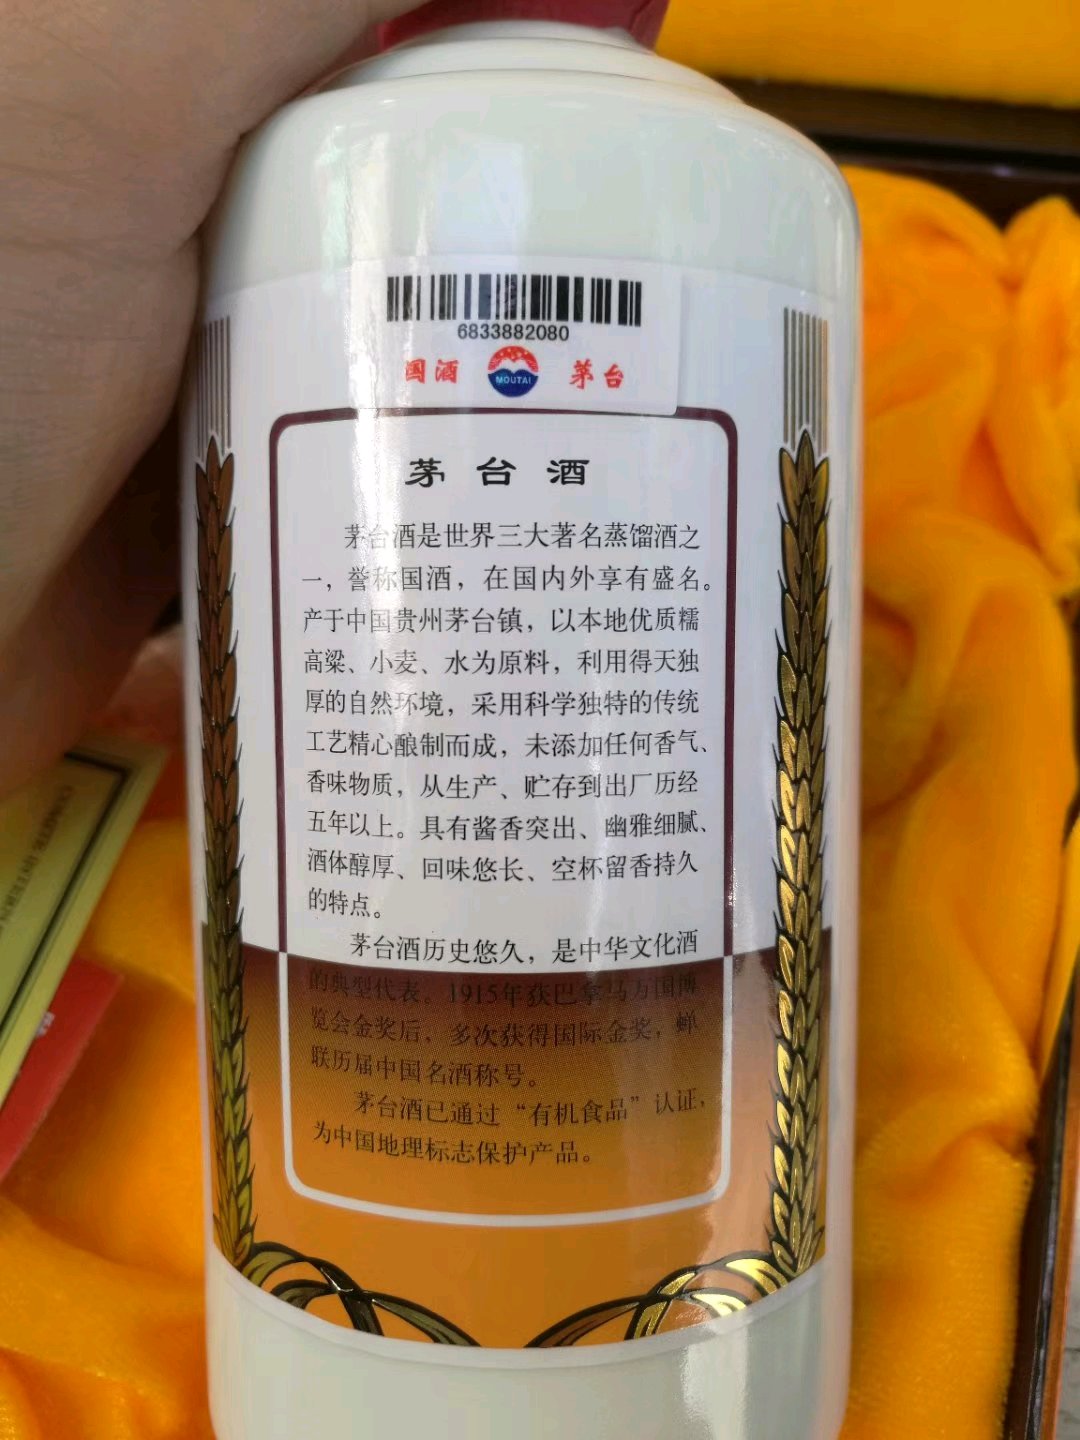 6833882080
国酒 MOUTAI 茅台
茅台酒
茅台酒是世界三大著名蒸馏酒之
一，誉称国酒，在国内外享有盛名。
产于中国贵州茅台镇，以本地优质糯
高粱、小麦、水为原料，利用得天独
厚的自然环境，采用科学独特的传统
工艺精心酿制而成，未添加任何香气、
香味物质，从生产、贮存到出厂历经
五年以上。具有酱香突出、幽雅细腻、
酒体醇厚、回味悠长、空杯留香持久
的特点。
茅台酒历史悠久，是中华文化酒
的典型代表。1915年获巴拿马万国博
览会金奖后，多次获得国际金奖，蝉
联历届中国名酒称号。
茅台酒已通过“有机食品”认证，
为中国地理标志保护产品。